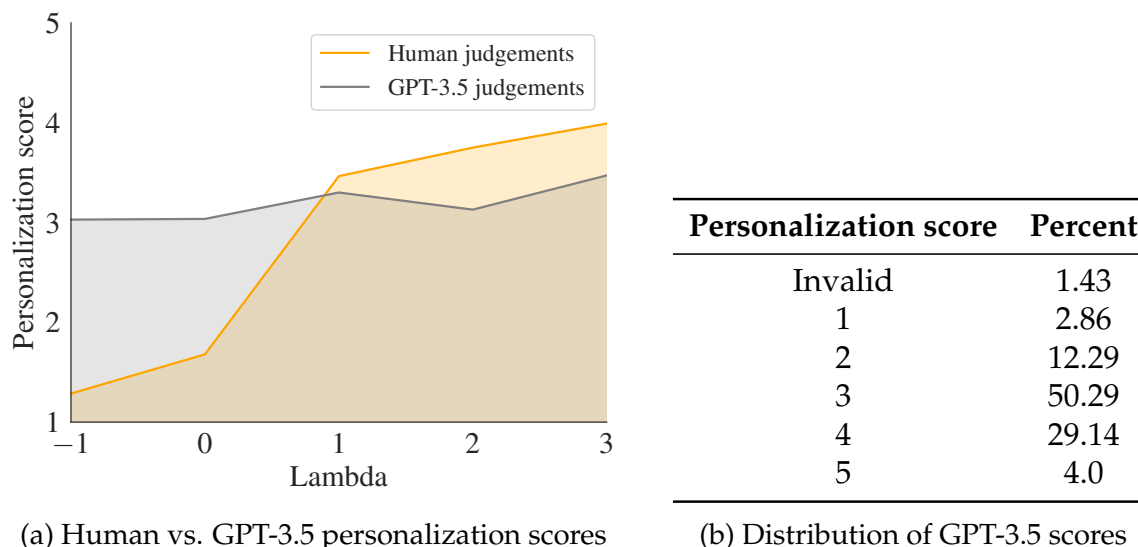 5
4
3
2
1
Personalization score
Human judgements
GPT-3.5 judgements
−1 0 1 2 3
Lambda
(a) Human vs. GPT-3.5 personalization scores
Personalization score Percent
Invalid 1.43
1 2.86
2 12.29
3 50.29
4 29.14
5 4.0
(b) Distribution of GPT-3.5 scores